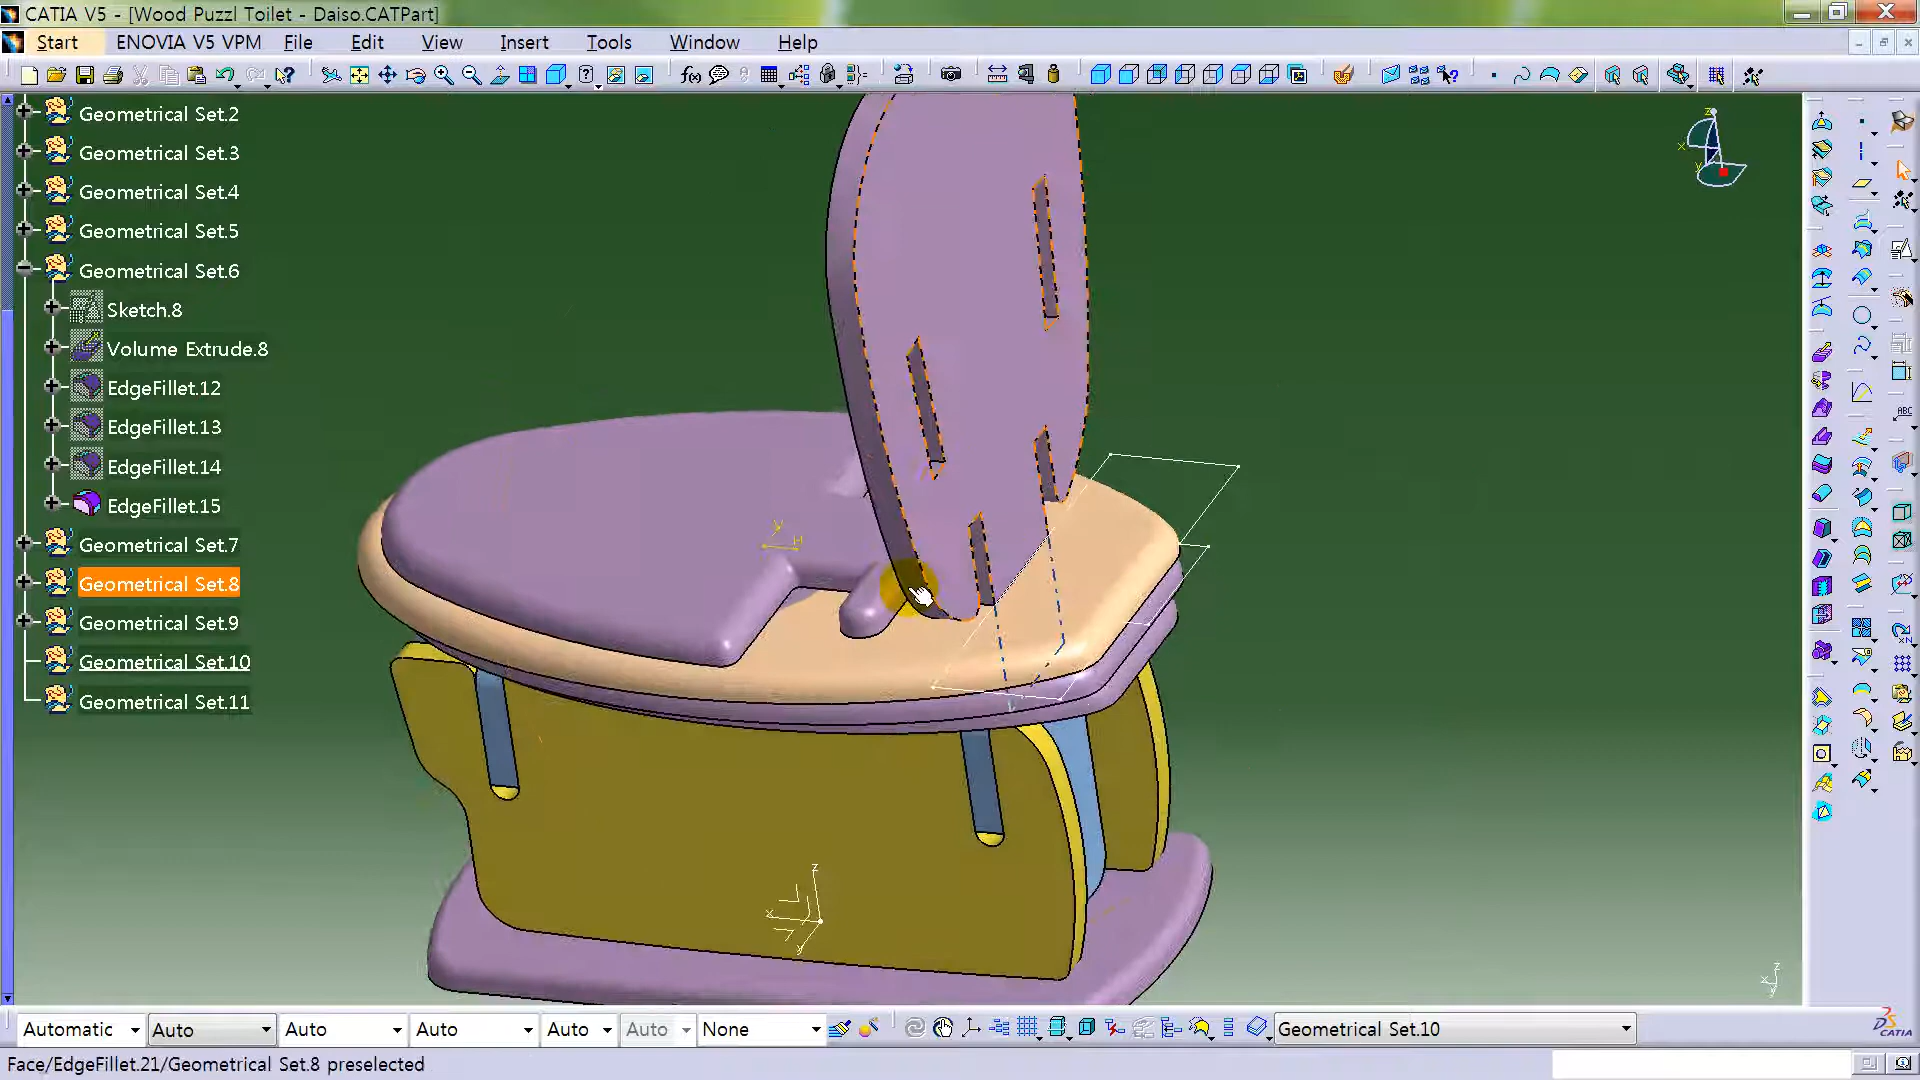 CATIA V5 - [Wood Puzzl Toilet - Daiso.CATPart]
Start ENOVIA V5 VPM File Edit View Insert Tools Window Help
Geometrical Set.2
Geometrical Set.3
Geometrical Set.4
Geometrical Set.5
Geometrical Set.6
Sketch.8
Volume Extrude.8
EdgeFillet.12
EdgeFillet.13
EdgeFillet.14
EdgeFillet.15
Geometrical Set.7
Geometrical Set.8
Geometrical Set.9
Geometrical Set.10
Geometrical Set.11
Automatic Auto Auto Auto Auto Auto None Geometrical Set.10
Face/EdgeFillet.21/Geometrical Set.8 preselected
CATIA